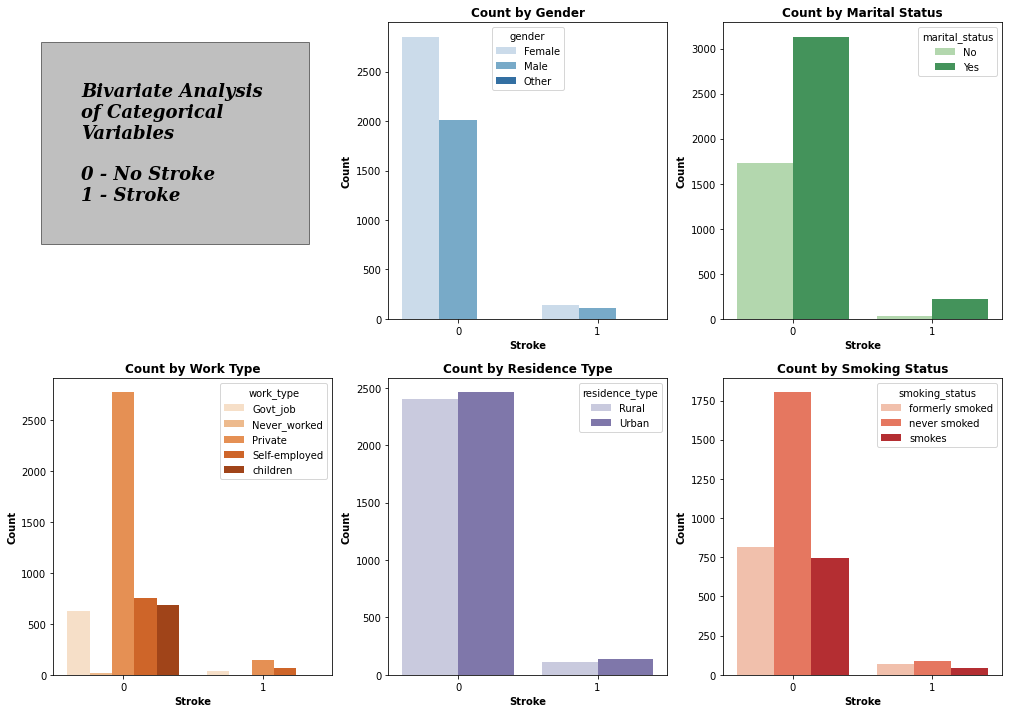 Bivariate Analysis
of Categorical
Variables
0 - No Stroke
1 - Stroke
Count by Gender
gender
Female
Male
Other
Count
2500
2000
1500
1000
500
0
0
1
Stroke
Count by Marital Status
marital_status
No
Yes
Count
3000
2500
2000
1500
1000
500
0
0
1
Stroke
Count by Work Type
work_type
Govt_job
Never_worked
Private
Self-employed
children
Count
2500
2000
1500
1000
500
0
0
1
Stroke
Count by Residence Type
residence_type
Rural
Urban
Count
2500
2000
1500
1000
500
0
0
1
Stroke
Count by Smoking Status
smoking_status
formerly smoked
never smoked
smokes
Count
1750
1500
1250
1000
750
500
250
0
0
1
Stroke